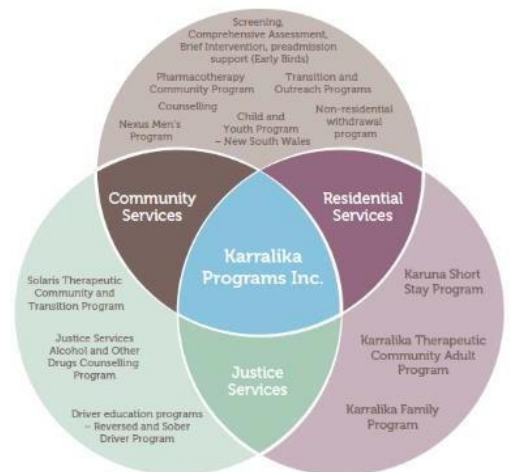 Screening,
Comprehensive Assessment,
Brief Intervention, preadmission
support (Early Birds)
Pharmacotherapy
Community Program
Transition and
Outreach Programs
Counselling
Nexus Men's
Program
Child and
Youth Program
– New South Wales
Non-residential
withdrawal
program
Community
Services
Residential
Services
Karralika
Programs Inc.
Solaris Therapeutic
Community and
Transition Program
Justice Services
Alcohol and Other
Drugs Counselling
Program
Driver education programs
– Reversed and Sober
Driver Program
Justice
Services
Karuna Short
Stay Program
Karralika Therapeutic
Community Adult
Program
Karralika Family
Program